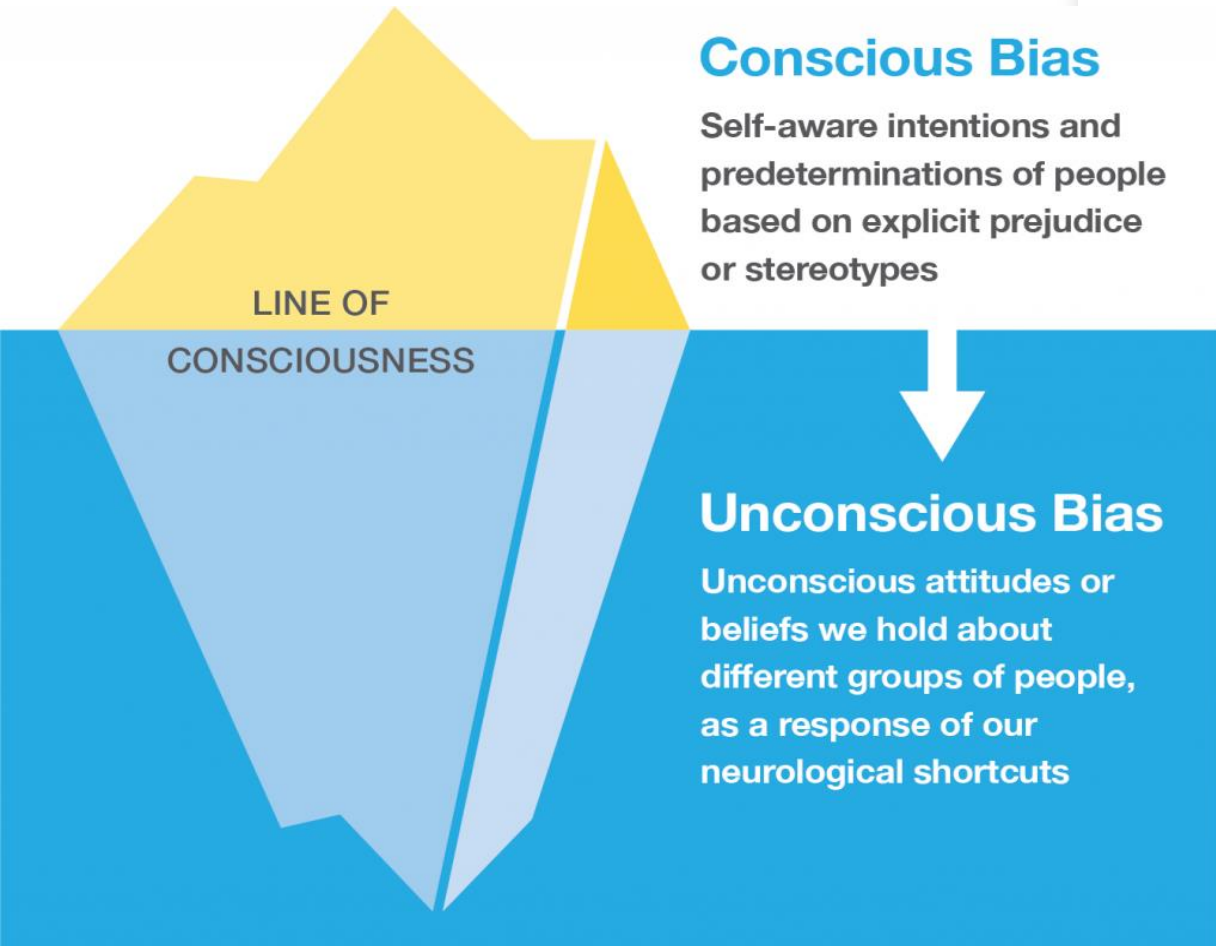 Conscious Bias
Self-aware intentions and
predeterminations of people
based on explicit prejudice
or stereotypes
LINE OF
CONSCIOUSNESS
Unconscious Bias
Unconscious attitudes or
beliefs we hold about
different groups of people,
as a response of our
neurological shortcuts